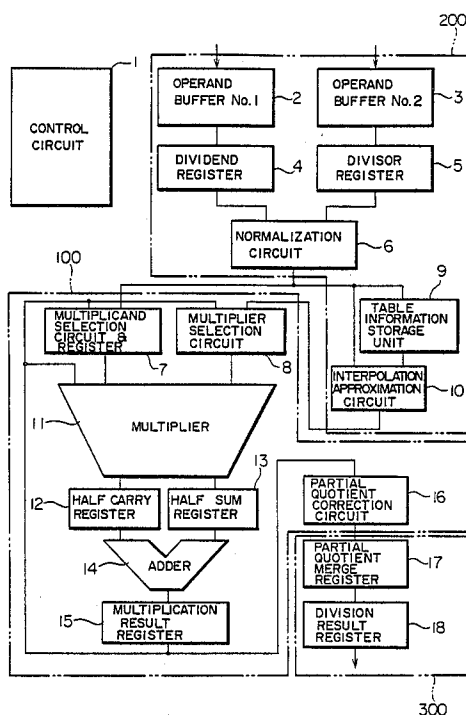 200
1
CONTROL
CIRCUIT
OPERAND
BUFFER No.1
2
OPERAND
BUFFER No.2
3
DIVIDEND
REGISTER
4
DIVISOR
REGISTER
5
NORMALIZATION
CIRCUIT
6
100
MULTIPLICAND
SELECTION
CIRCUIT &
REGISTER
7
MULTIPLIER
SELECTION
CIRCUIT
8
9
TABLE
INFORMATION
STORAGE
UNIT
INTERPOLATION
APPROXIMATION
CIRCUIT
10
11
MULTIPLIER
12
HALF CARRY
REGISTER
13
HALF SUM
REGISTER
PARTIAL
QUOTIENT
CORRECTION
CIRCUIT
16
14
ADDER
PARTIAL
QUOTIENT
MERGE
REGISTER
17
15
MULTIPLICATION
RESULT
REGISTER
DIVISION
RESULT
REGISTER
18
300